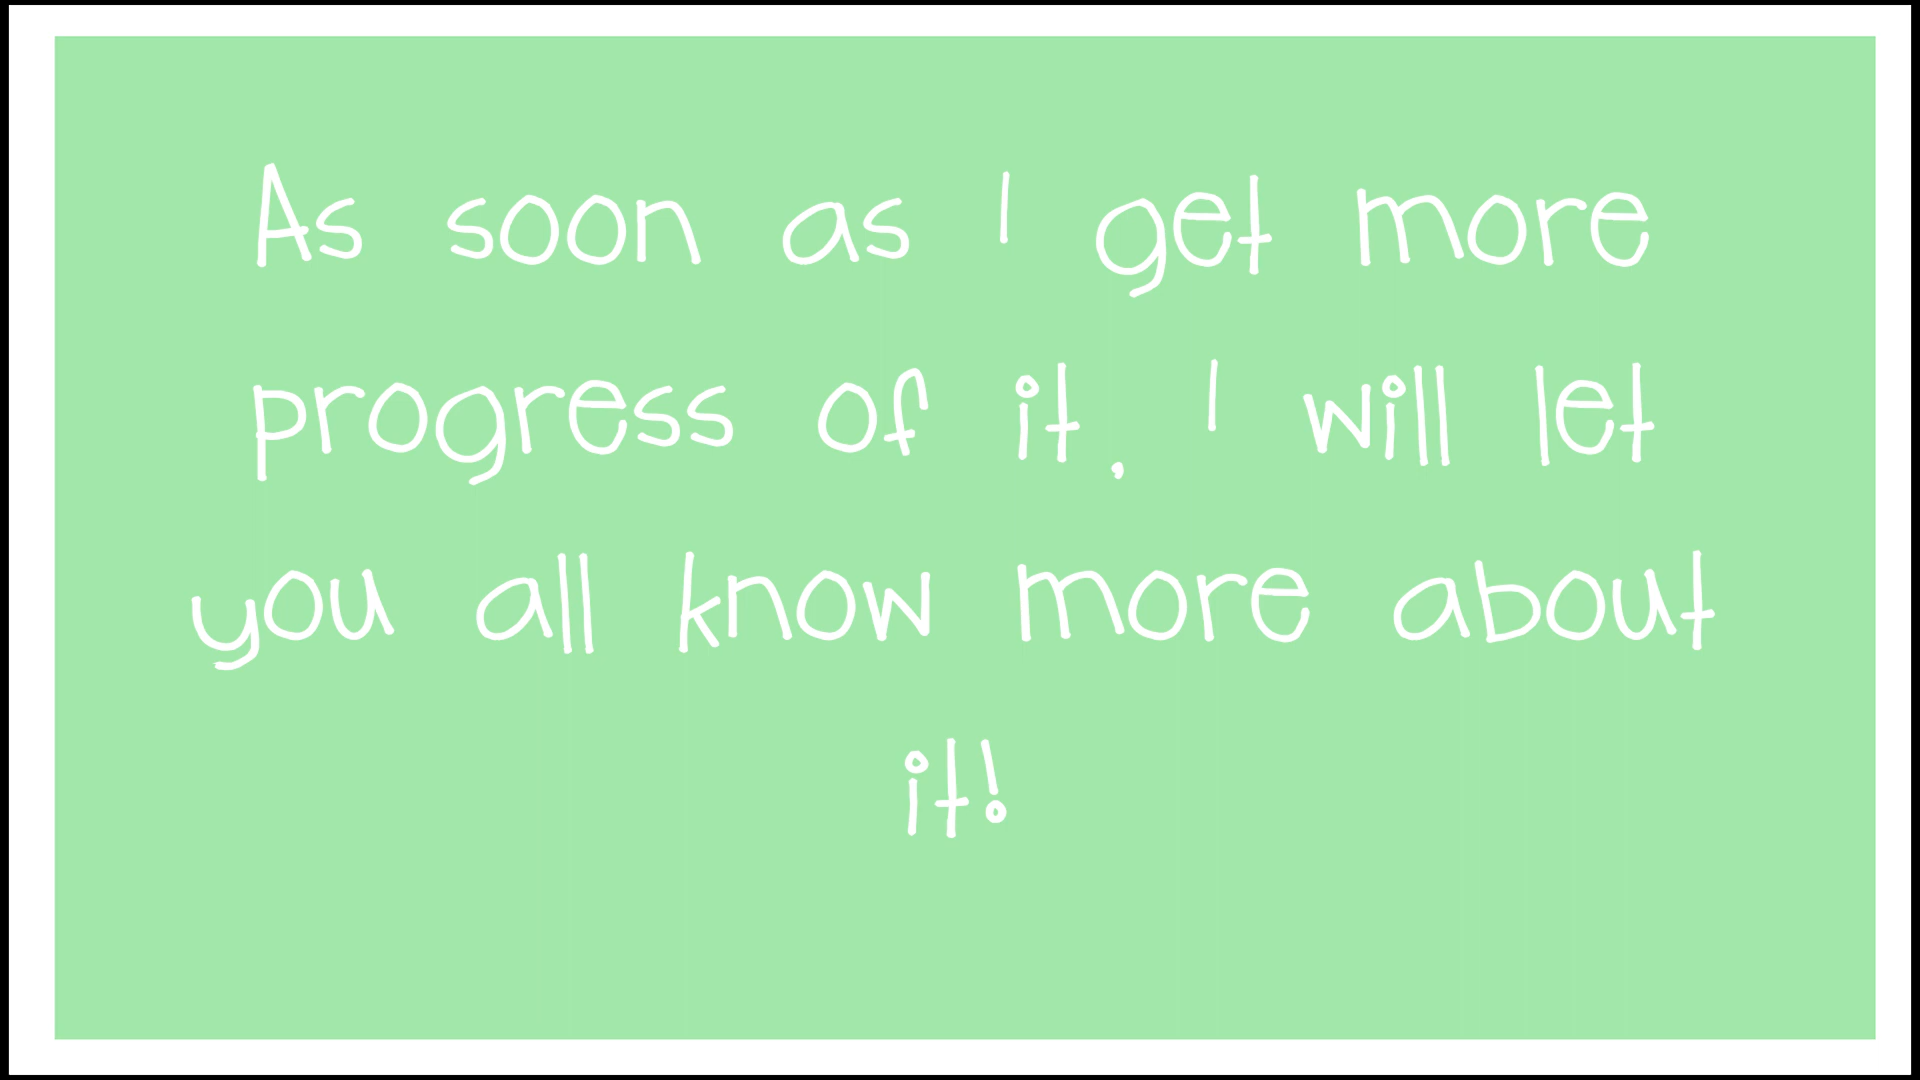 As soon as I get more
progress of it, I will let
you all know more about
it!